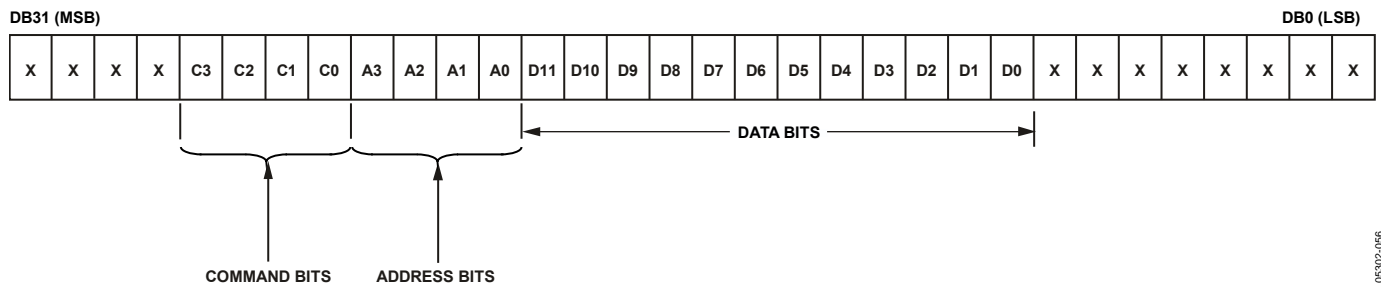 DB31 (MSB) DB0 (LSB)
X X X X C3 C2 C1 C0 A3 A2 A1 A0 D11 D10 D9 D8 D7 D6 D5 D4 D3 D2 D1 D0 X X X X X X X X
DATA BITS
COMMAND BITS ADDRESS BITS
05302-056